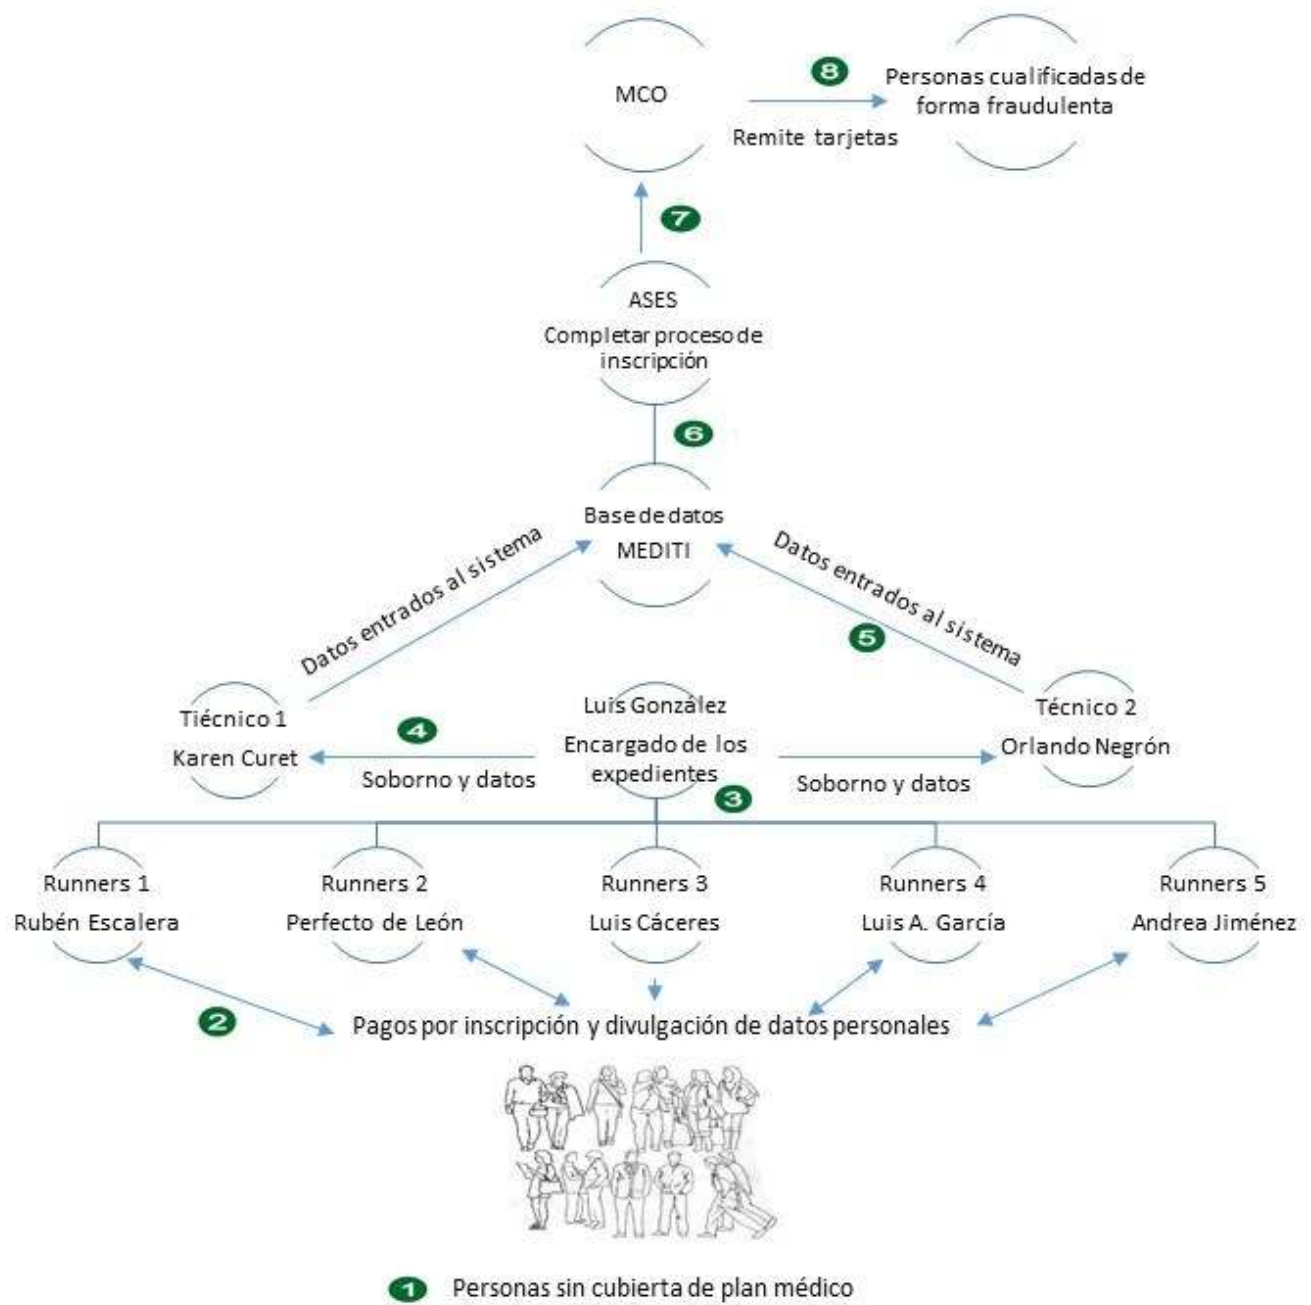 MCO
8
Personas cualificadas de
forma fraudulenta
Remite tarjetas
7
ASES
Completar proceso de
inscripción
6
Base de datos
MEDITI
Datos entrados al sistema
Datos entrados al sistema
5
Tiécnico 1
Karen Curet
4
Soborno y datos
Luis González
Encargado de los
expedientes
3
Soborno y datos
Técnico 2
Orlando Negrón
Runners 1
Rubén Escalera
Runners 2
Perfecto de León
Runners 3
Luis Cáceres
Runners 4
Luis A. García
Runners 5
Andrea Jiménez
2
Pagos por inscripción y divulgación de datos personales
1 Personas sin cubierta de plan médico